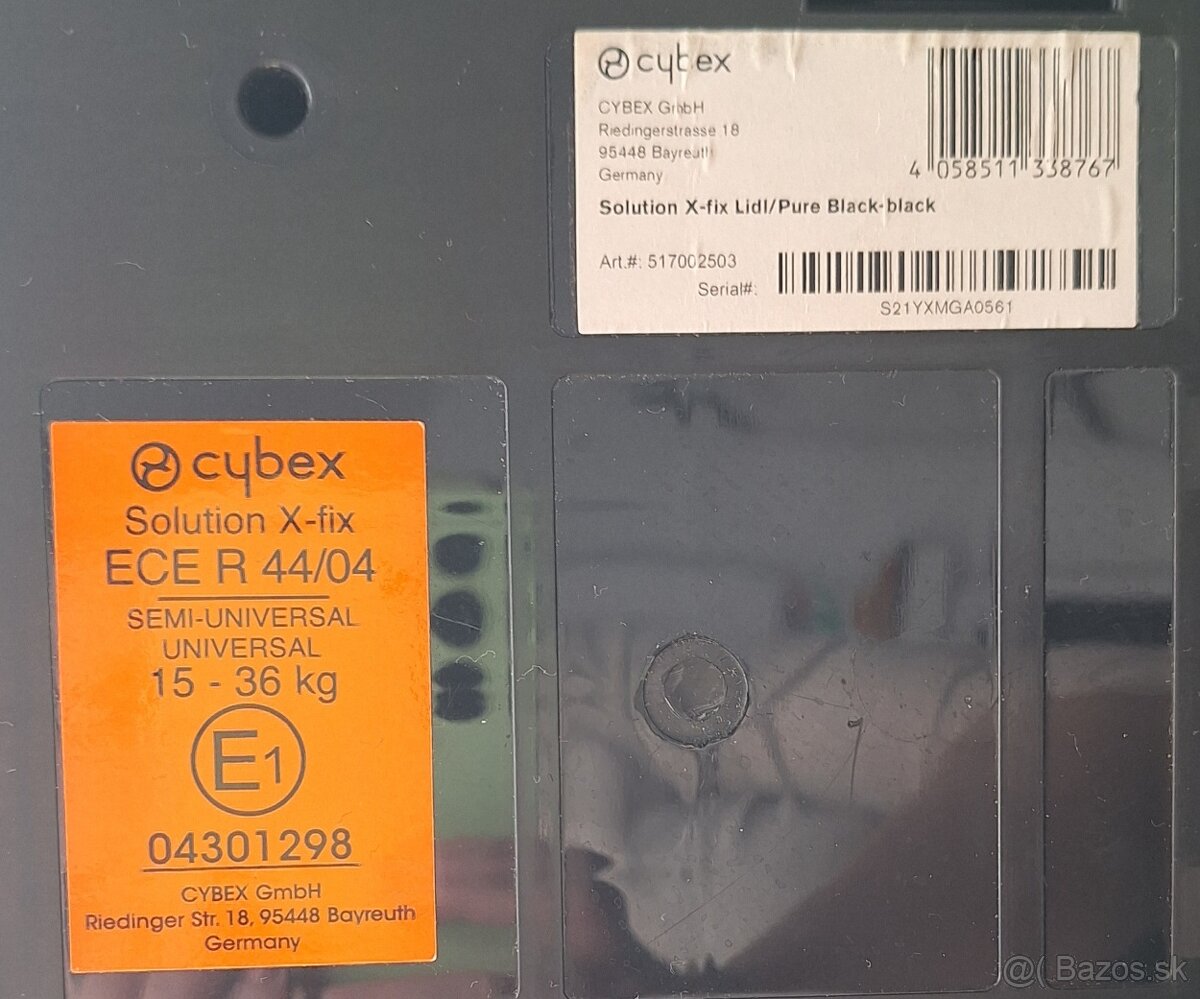 cybex
CYBEX GmbH
Riedingerstrasse 18
95448 Bayreuth
Germany
4 058511 338767
Solution X-fix Lidl/Pure Black-black
Art.#: 517002503
Serial#:
S21YXMGA0561
cybex
Solution X-fix
ECE R 44/04
SEMI-UNIVERSAL
UNIVERSAL
15 - 36 kg
E1
04301298
CYBEX GmbH
Riedinger Str. 18, 95448 Bayreuth
Germany
@( Bazos.sk